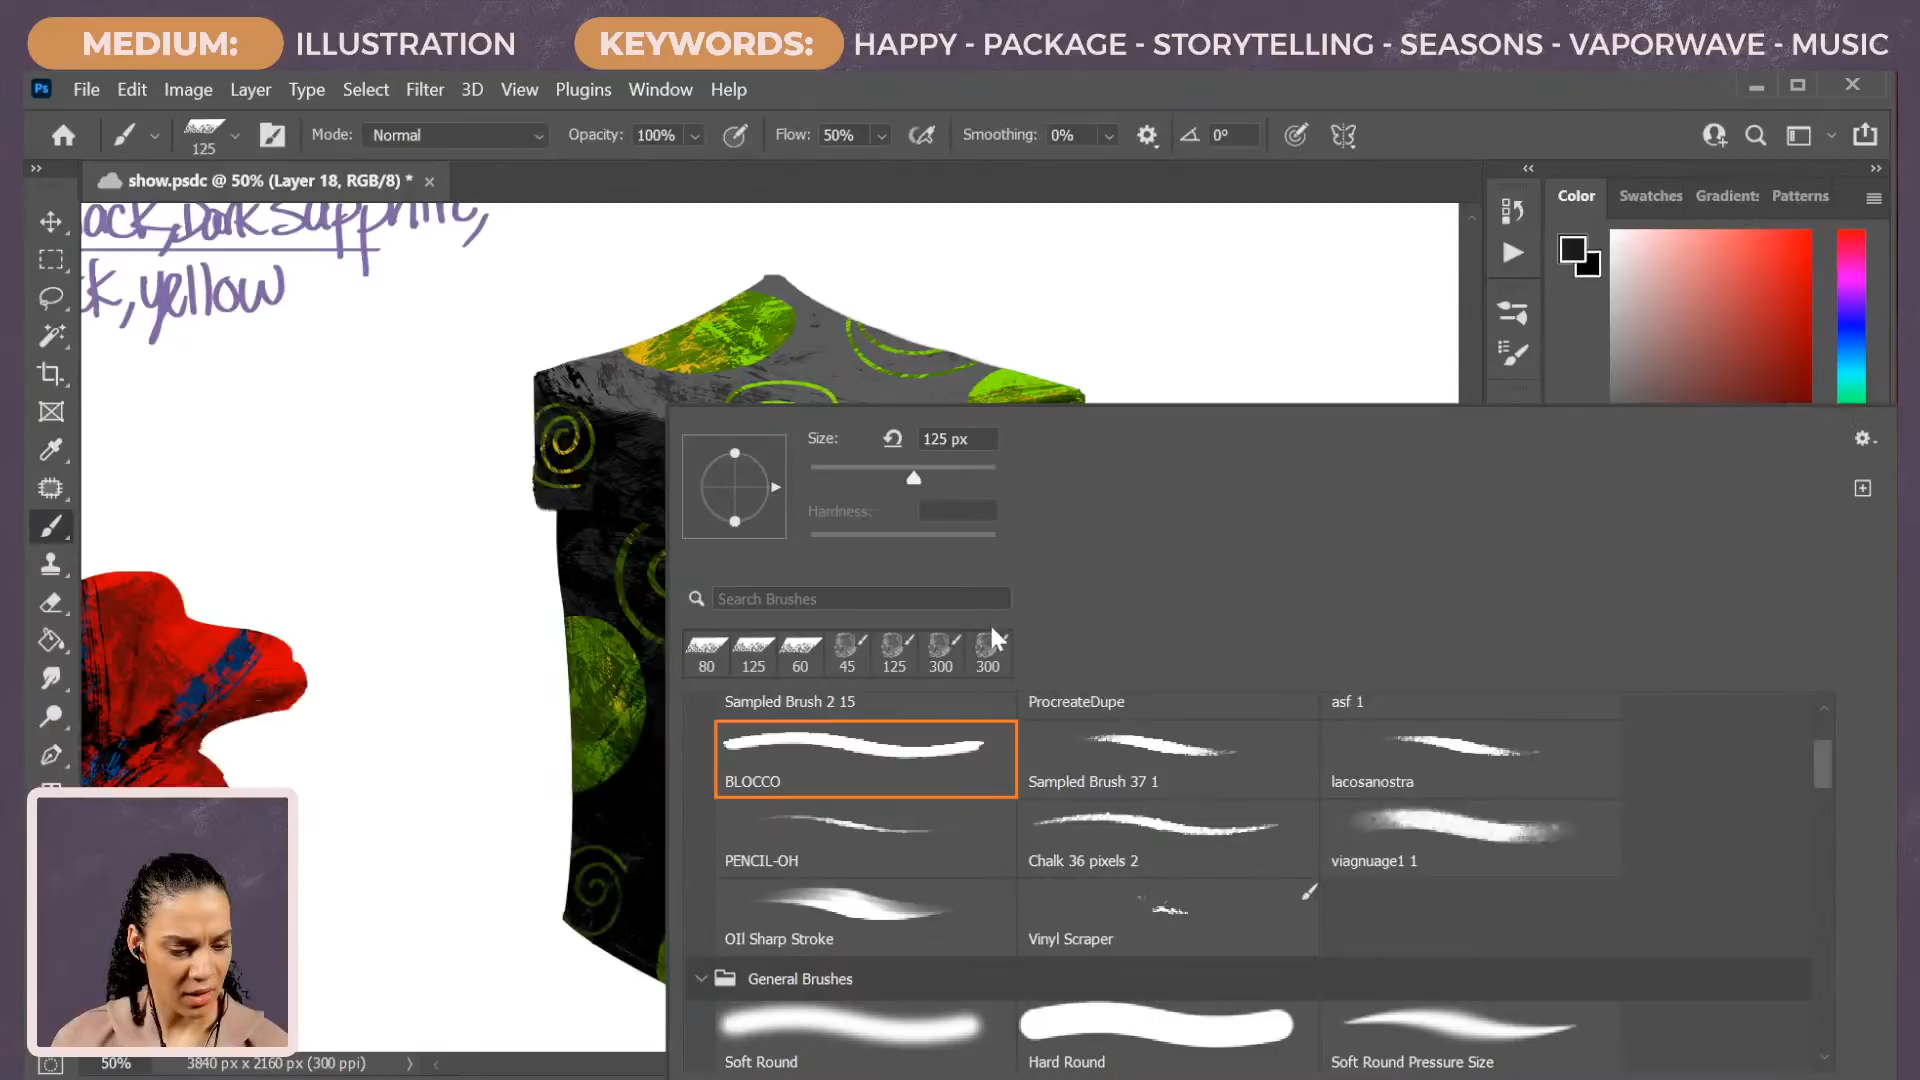 MEDIUM: ILLUSTRATION KEYWORDS: HAPPY - PACKAGE - STORYTELLING - SEASONS - VAPORWAVE - MUSIC
Ps File Edit Image Layer Type Select Filter 3D View Plugins Window Help
125 Mode: Normal Opacity: 100% Flow: 50% Smoothing: 0% 0°
show.psdc @ 50% (Layer 18, RGB/8) *
Color Swatches Gradients Patterns
ack, Dark Sapphire,
ck, yellow
Size: 125 px
Hardness:
Search Brushes
80 125 60 45 125 300 300
Sampled Brush 2 15 ProcreateDupe asf 1
BLOCCO Sampled Brush 37 1 lacosanostra
PENCIL-OH Chalk 36 pixels 2 viagnuage1 1
OIl Sharp Stroke Vinyl Scraper
General Brushes
Soft Round Hard Round Soft Round Pressure Size
50% 3840 px x 2160 px (300 ppi)